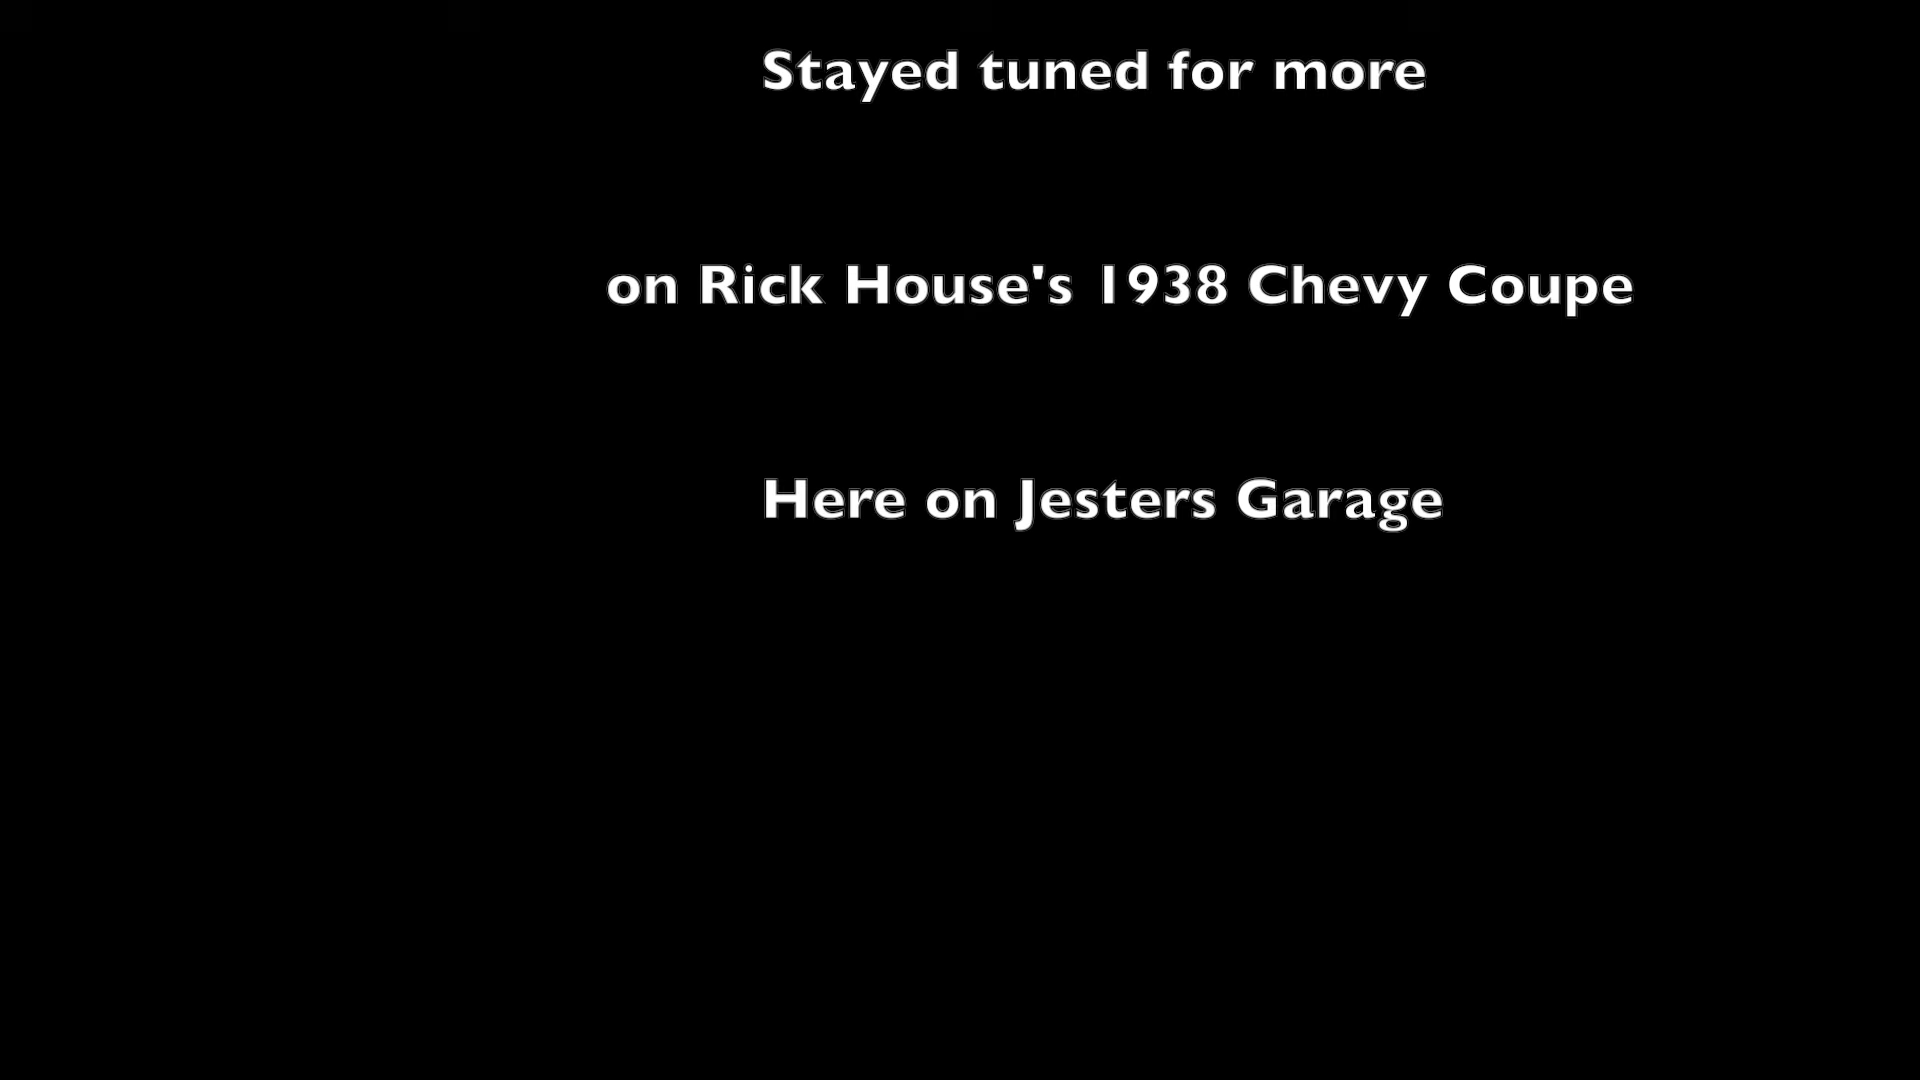 Stayed tuned for more
on Rick House's 1938 Chevy Coupe
Here on Jesters Garage